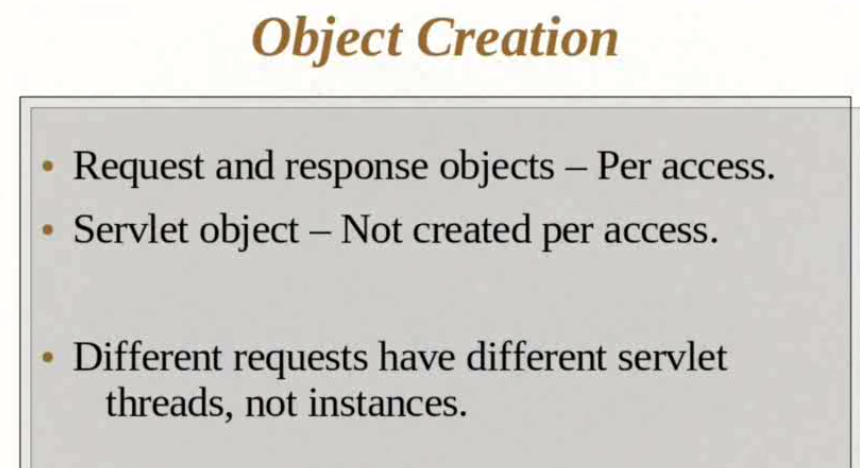 Object Creation
• Request and response objects – Per access.
• Servlet object – Not created per access.
• Different requests have different servlet
threads, not instances.